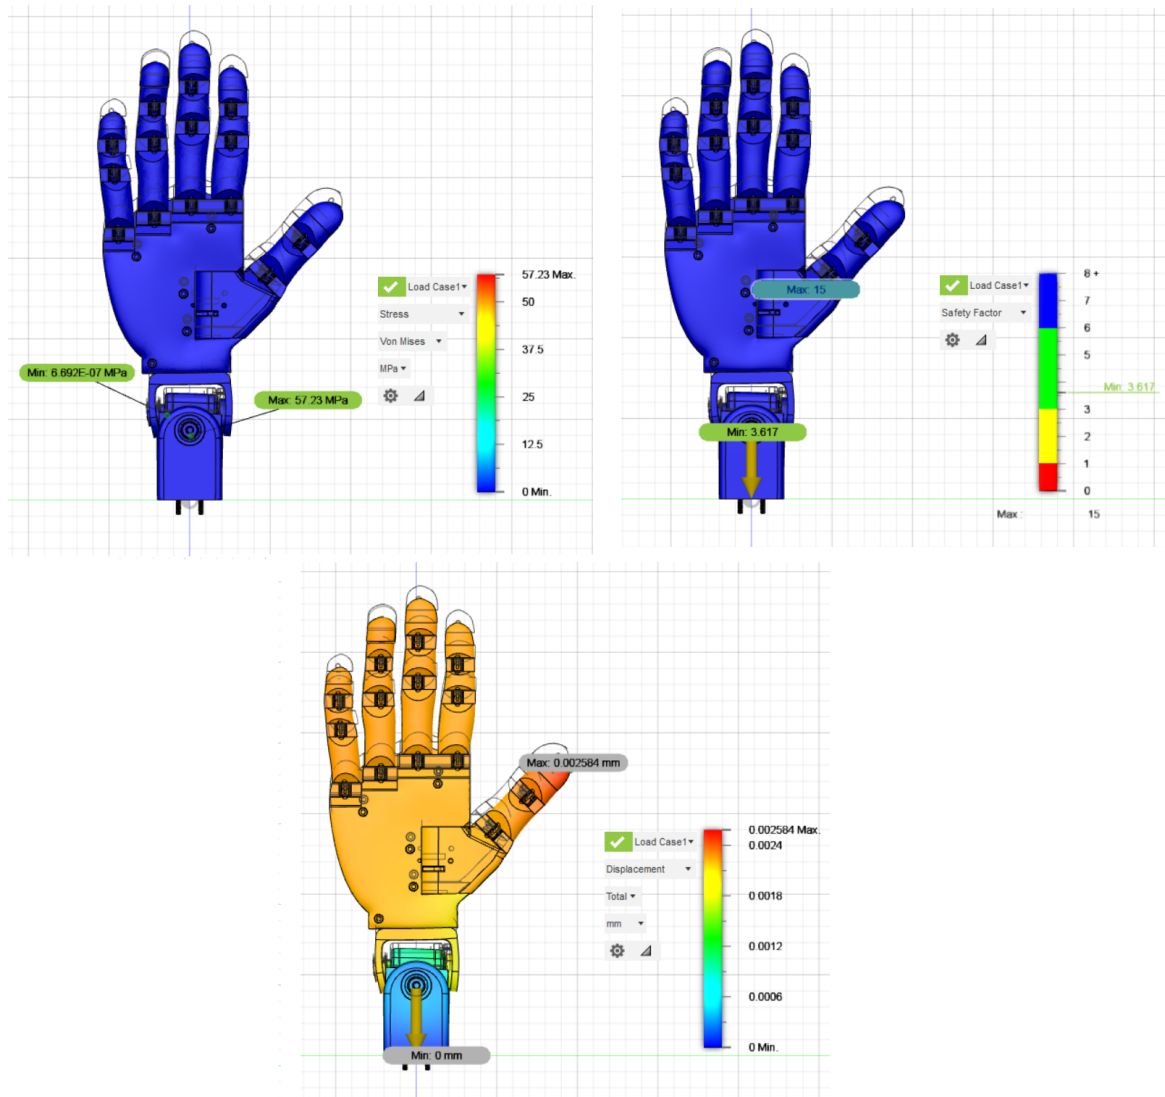 Min: 6.692E-07 MPa
Max: 57.23 MPa
Load Case1
Stress
Von Mises
MPa
57.23 Max.
50
37.5
25
12.5
0 Min.
Max: 15
Min: 3.617
Load Case1
Safety Factor
8 +
7
6
5
Min: 3.617
3
2
1
0
Max : 15
Max: 0.002584 mm
Min: 0 mm
Load Case1
Displacement
Total
mm
0.002584 Max.
0.0024
0.0018
0.0012
0.0006
0 Min.